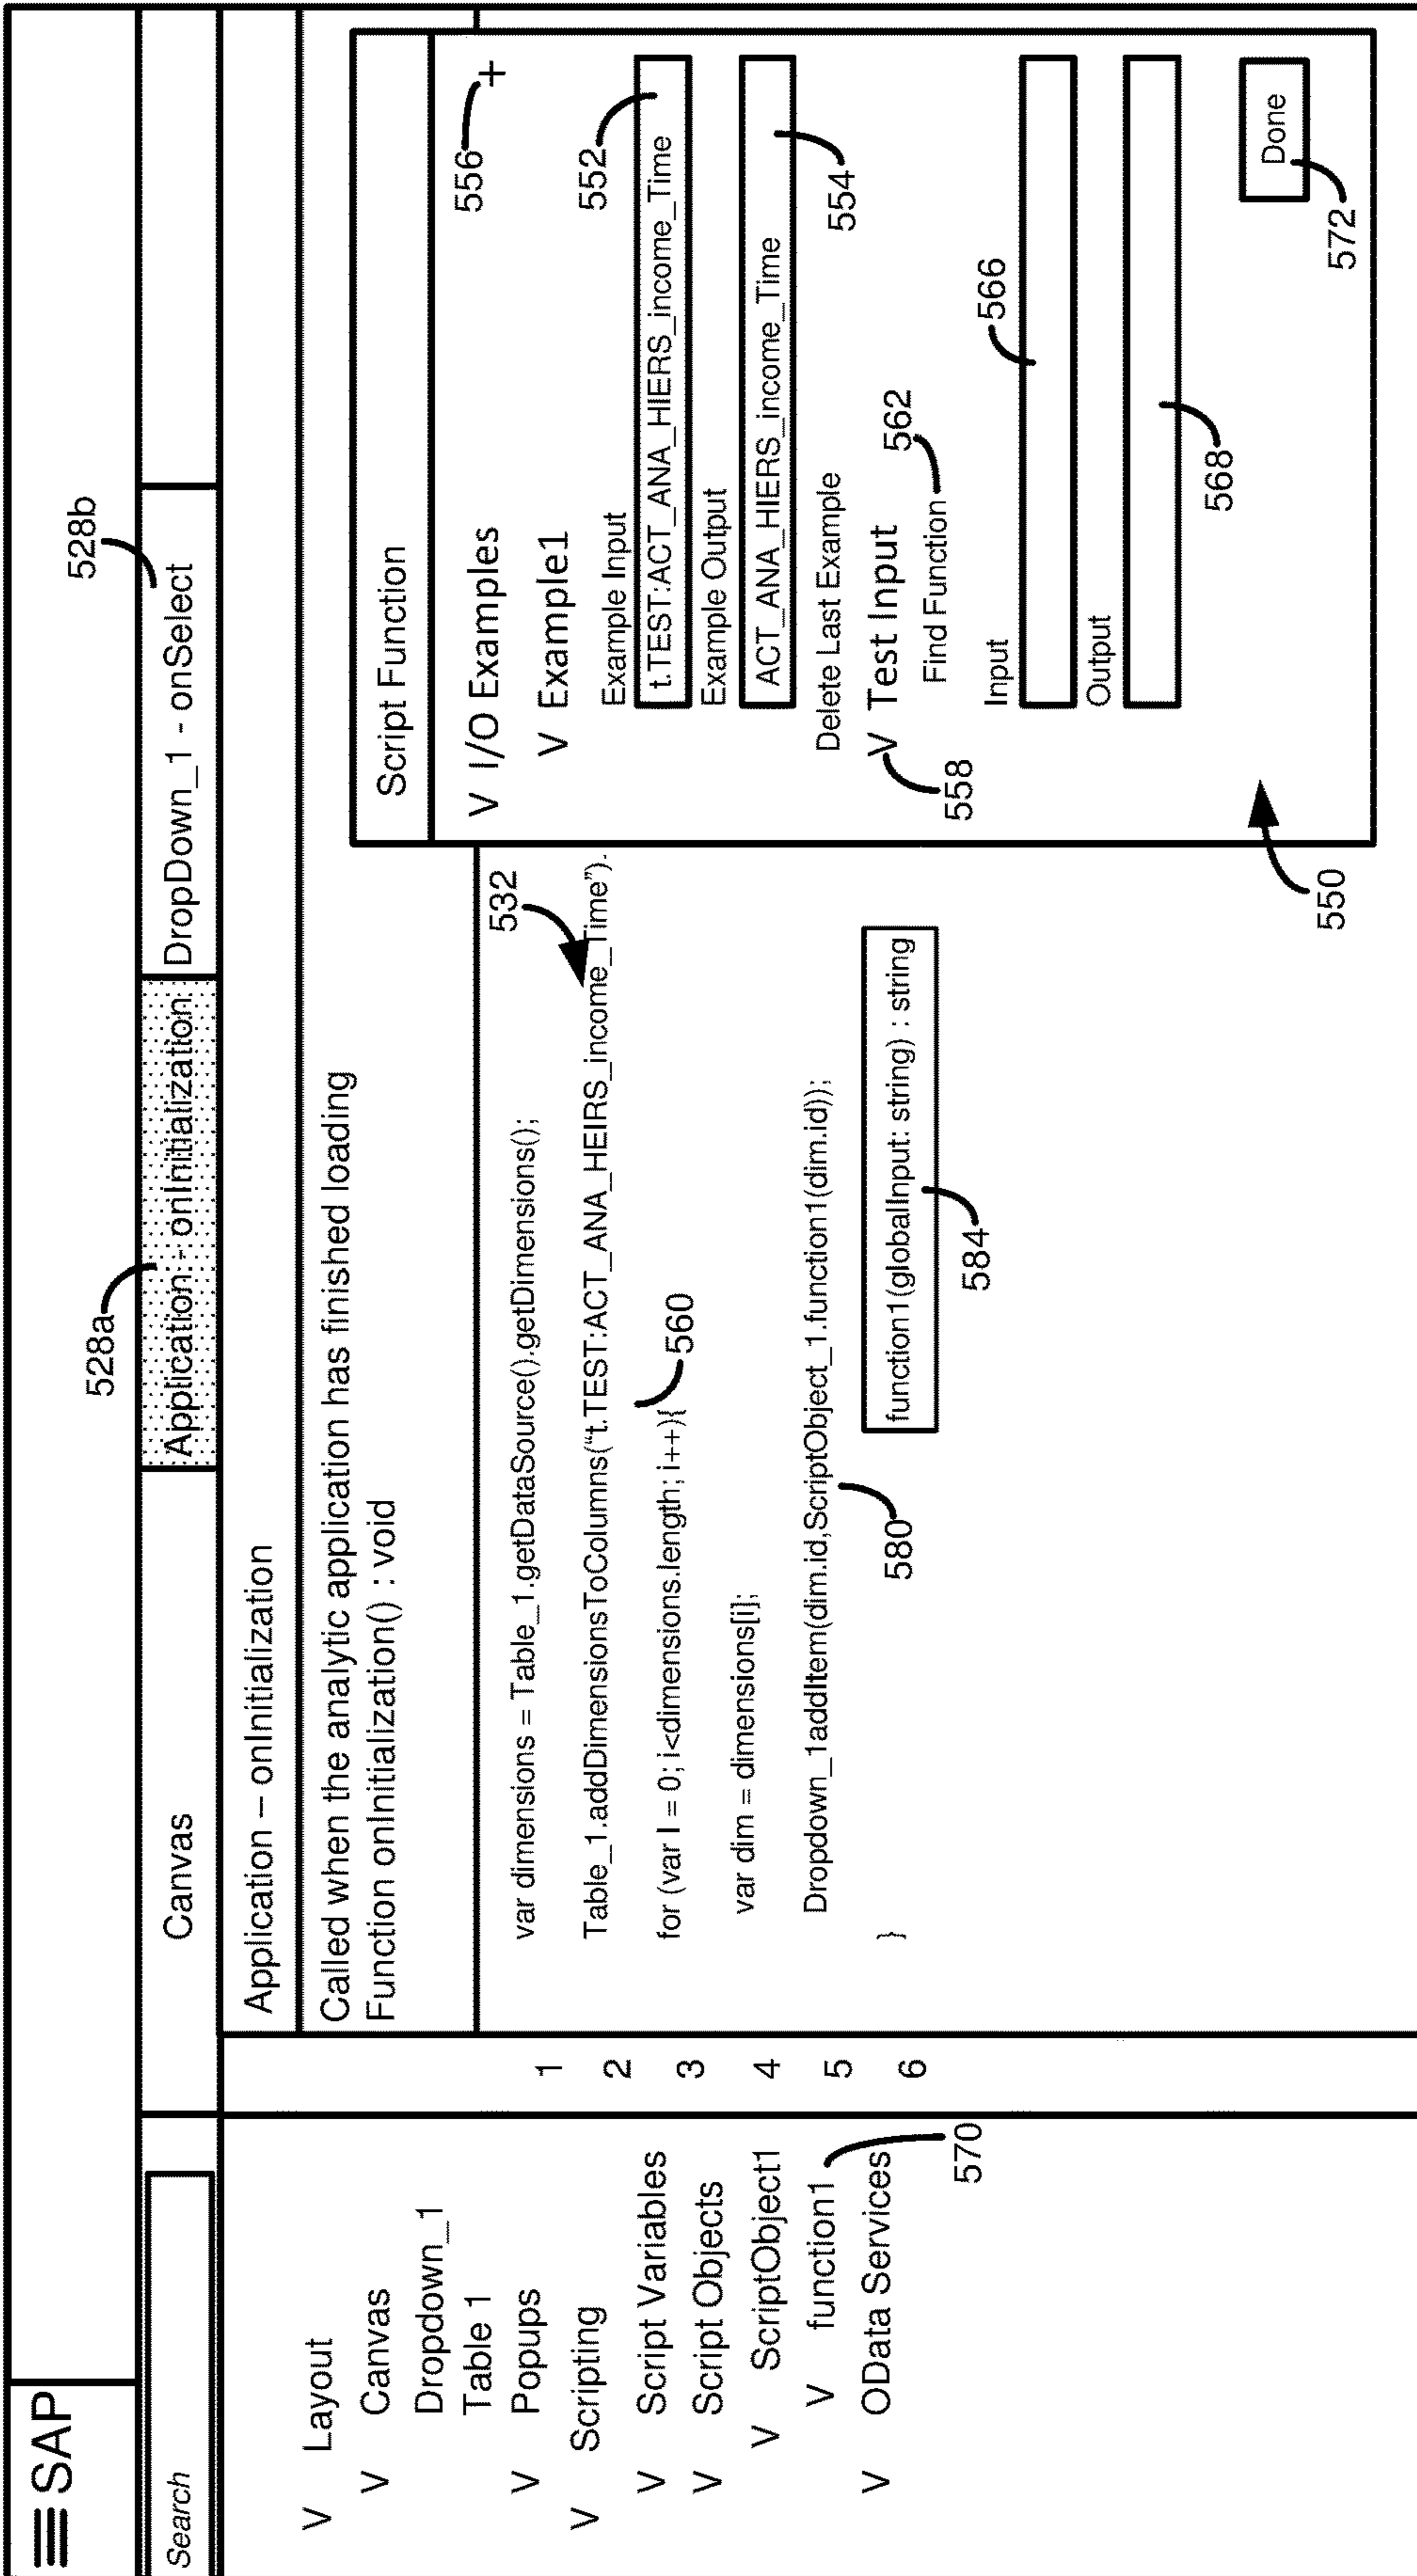 ≡SAP
Search
Canvas
Application - onInitialization
DropDown_1 - onSelect
528a
528b
V Layout
V Canvas
Dropdown_1
Table 1
V Popups
V Scripting
V Script Variables
V Script Objects
V ScriptObject1
V function1
V OData Services
570
Application – onInitialization
Called when the analytic application has finished loading
Function onInitialization() : void
1 var dimensions = Table_1.getDataSource().getDimensions();
2 Table_1.addDimensionsToColumns(“t.TEST:ACT_ANA_HEIRS_income_Time”).
3 for (var I = 0; i<dimensions.length; i++){
4 var dim = dimensions[i];
5 Dropdown_1addItem(dim.id,ScriptObject_1.function1(dim.id));
6 }
532
560
580
function1(globalInput: string) : string
584
Script Function
V I/O Examples
556
+
V Example1
Example Input
552
t.TEST:ACT_ANA_HIERS_income_Time
Example Output
ACT_ANA_HIERS_income_Time
554
Delete Last Example
V Test Input
558
Find Function
562
Input
566
Output
568
Done
572
550